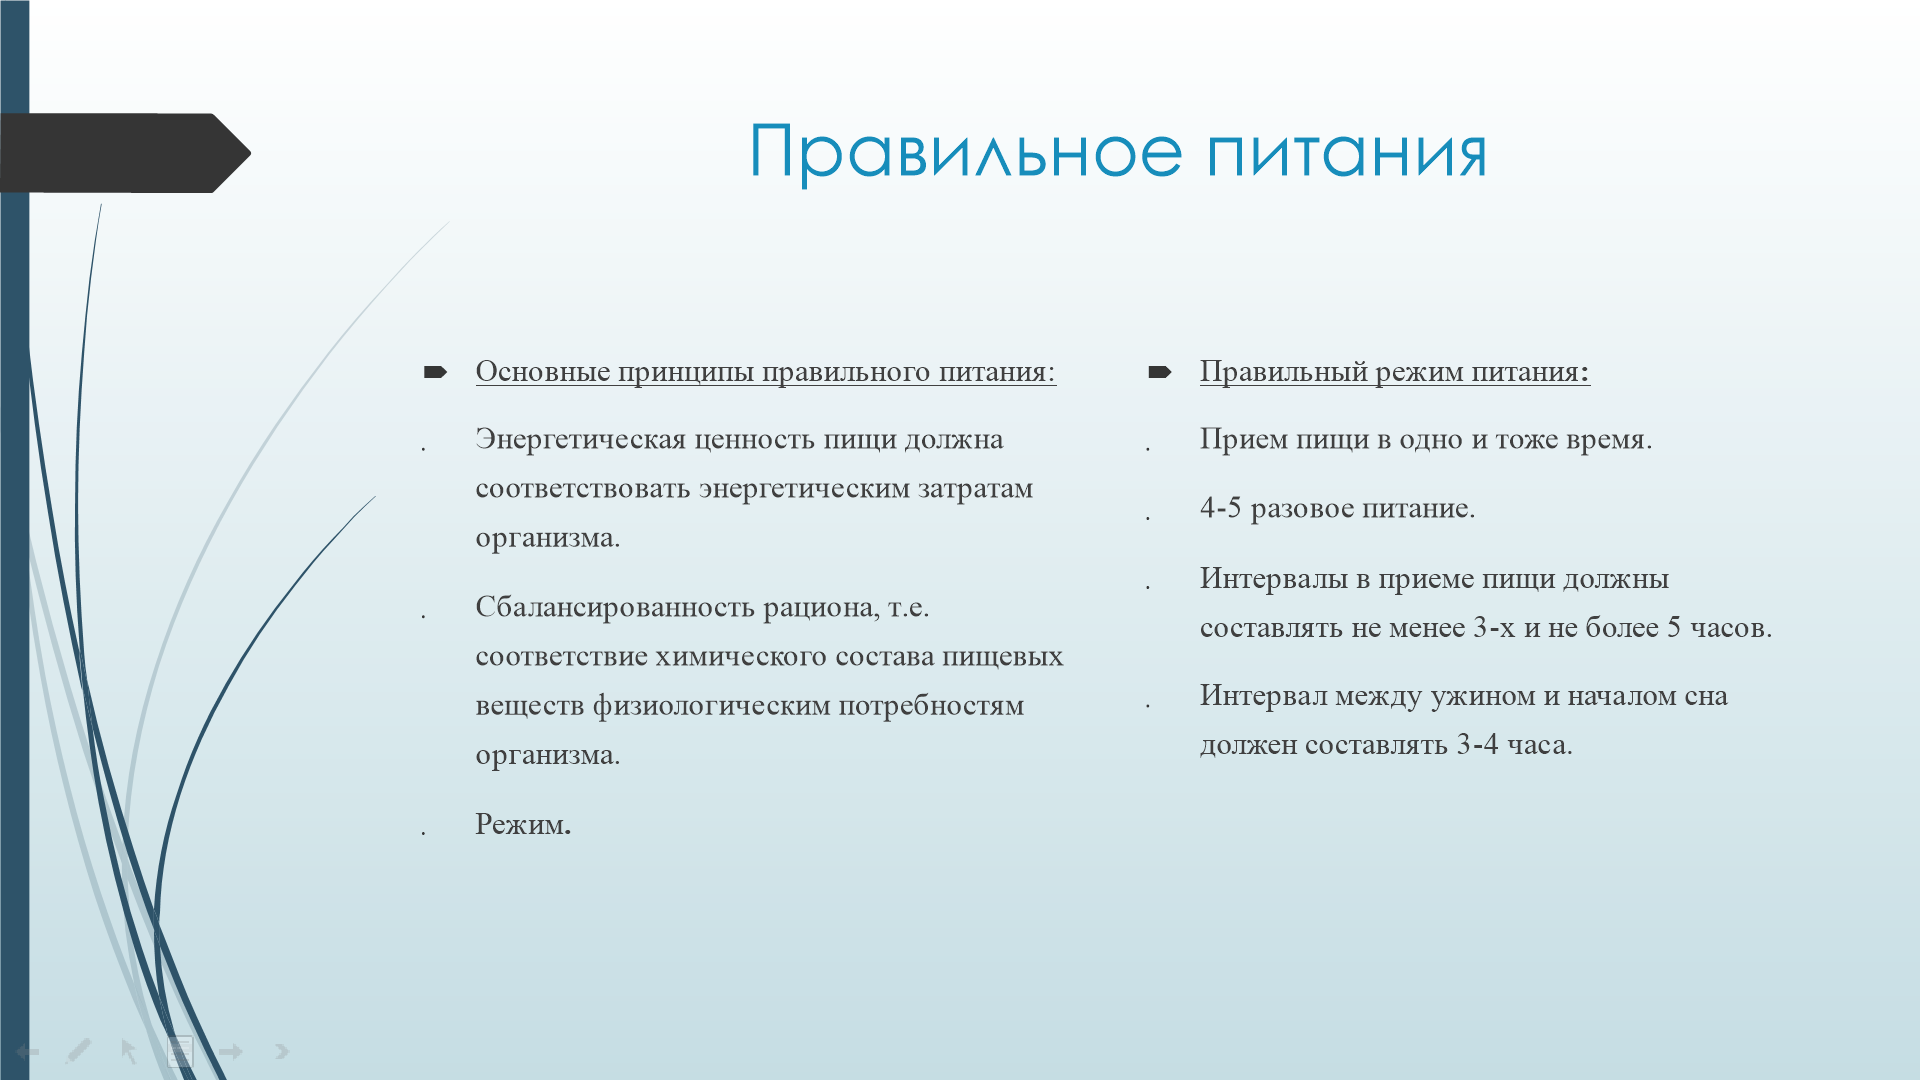 Правильное питания
Основные принципы правильного питания:
Энергетическая ценность пищи должна
соответствовать энергетическим затратам
организма.
Сбалансированность рациона, т.е.
соответствие химического состава пищевых
веществ физиологическим потребностям
организма.
Режим.
Правильный режим питания:
Прием пищи в одно и тоже время.
4-5 разовое питание.
Интервалы в приеме пищи должны
составлять не менее 3-х и не более 5 часов.
Интервал между ужином и началом сна
должен составлять 3-4 часа.